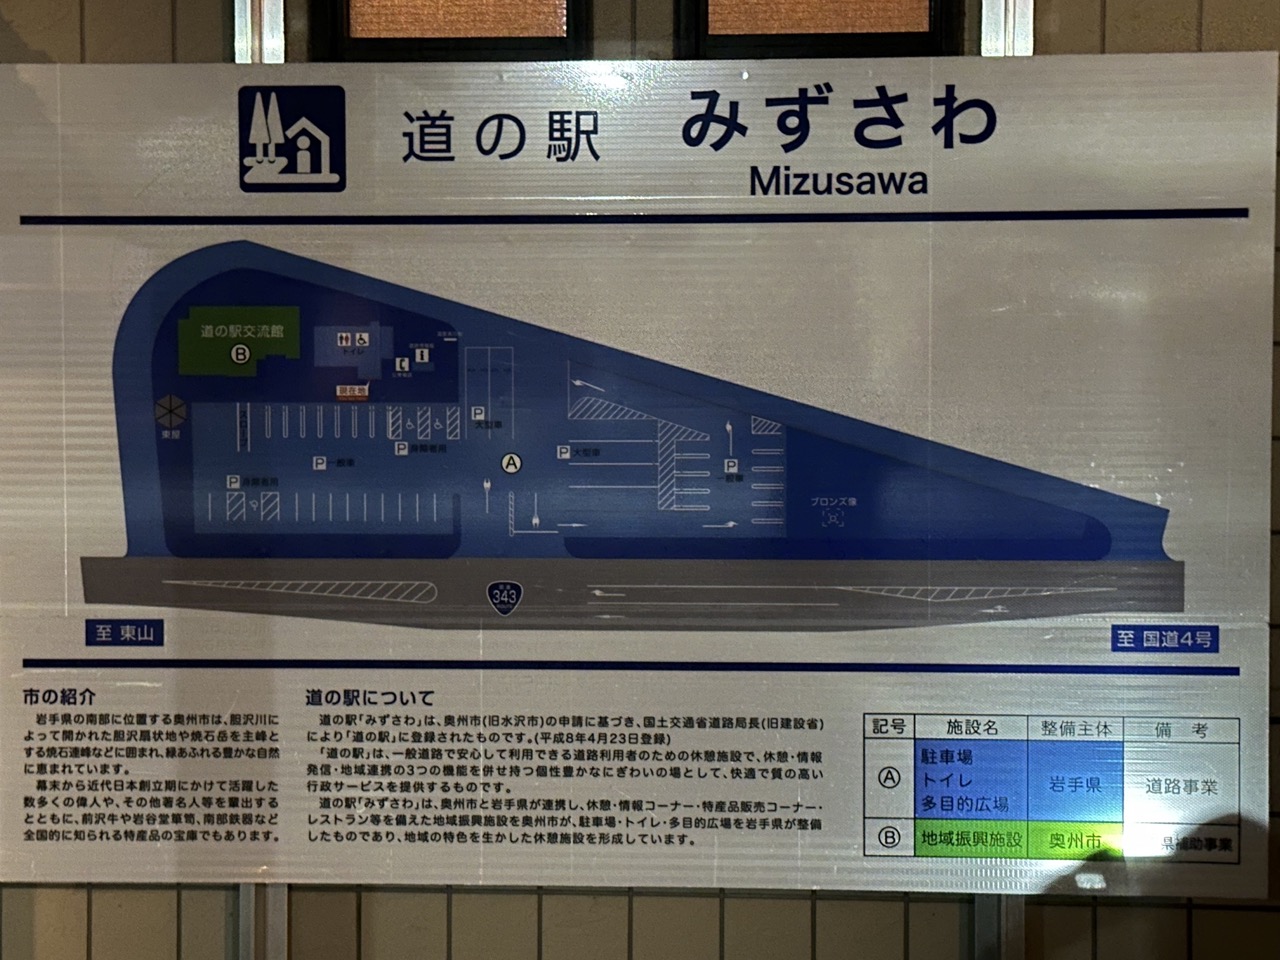 道の駅 みずさわ
Mizusawa
道の駅交流館
B
トイレ
現在地
東屋
P 大型車
P 身障者用
P 一般車
A
P 大型車
P 一般車
P 身障者用
ブロンズ像
343
至 東山
至 国道4号
市の紹介
岩手県の南部に位置する奥州市は、胆沢川に
よって開かれた胆沢扇状地や焼石岳を主峰と
する焼石連峰などに囲まれ、緑あふれる豊かな自然
に恵まれています。
幕末から近代日本創立期にかけて活躍した
数多くの偉人や、その他著名人等を輩出する
とともに、前沢牛や岩谷堂箪笥、南部鉄器など
全国的に知られる特産品の宝庫でもあります。
道の駅について
道の駅「みずさわ」は、奥州市(旧水沢市)の申請に基づき、国土交通省道路局長(旧建設省)
により「道の駅」に登録されたものです。(平成8年4月23日登録)
「道の駅」は、一般道路で安心して利用できる道路利用者のための休憩施設で、休憩・情報
発信・地域連携の3つの機能を併せ持つ個性豊かなにぎわいの場として、快適で質の高い
行政サービスを提供するものです。
道の駅「みずさわ」は、奥州市と岩手県が連携し、休憩・情報コーナー・特産品販売コーナー・
レストラン等を備えた地域振興施設を奥州市が、駐車場・トイレ・多目的広場を岩手県が整備
したものであり、地域の特色を生かした休憩施設を形成しています。
記号 施設名 整備主体 備考
A 駐車場 トイレ 多目的広場 岩手県 道路事業
B 地域振興施設 奥州市 県補助事業